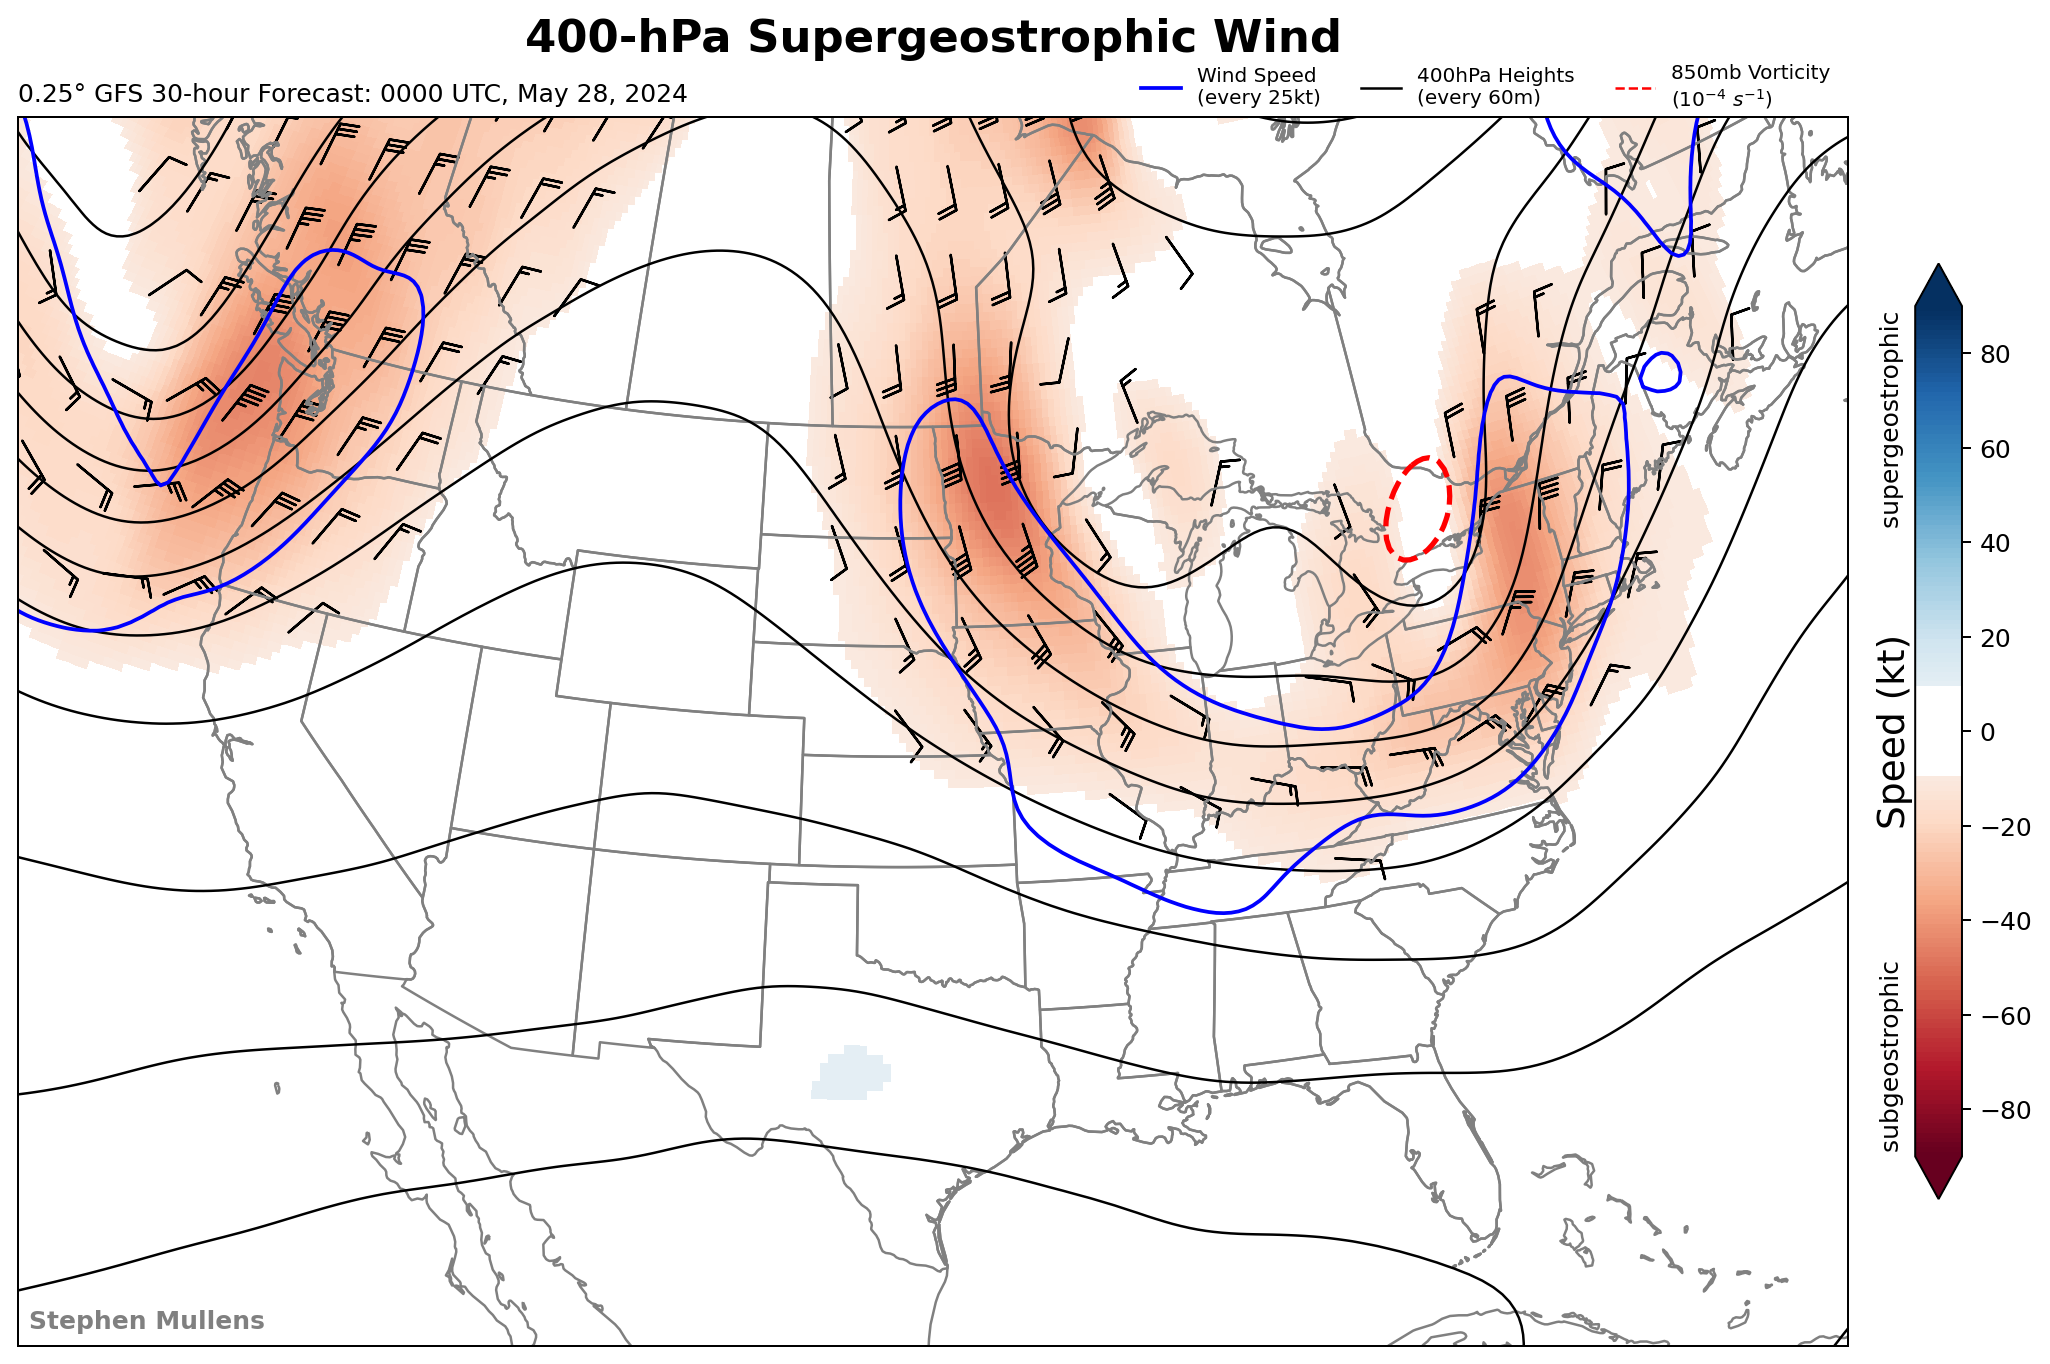 400-hPa Supergeostrophic Wind
0.25° GFS 30-hour Forecast: 0000 UTC, May 28, 2024
Wind Speed
(every 25kt)
400hPa Heights
(every 60m)
850mb Vorticity
(10⁻⁴ s⁻¹)
supergeostrophic
Speed (kt)
subgeostrophic
80
60
40
20
0
−20
−40
−60
−80
Stephen Mullens